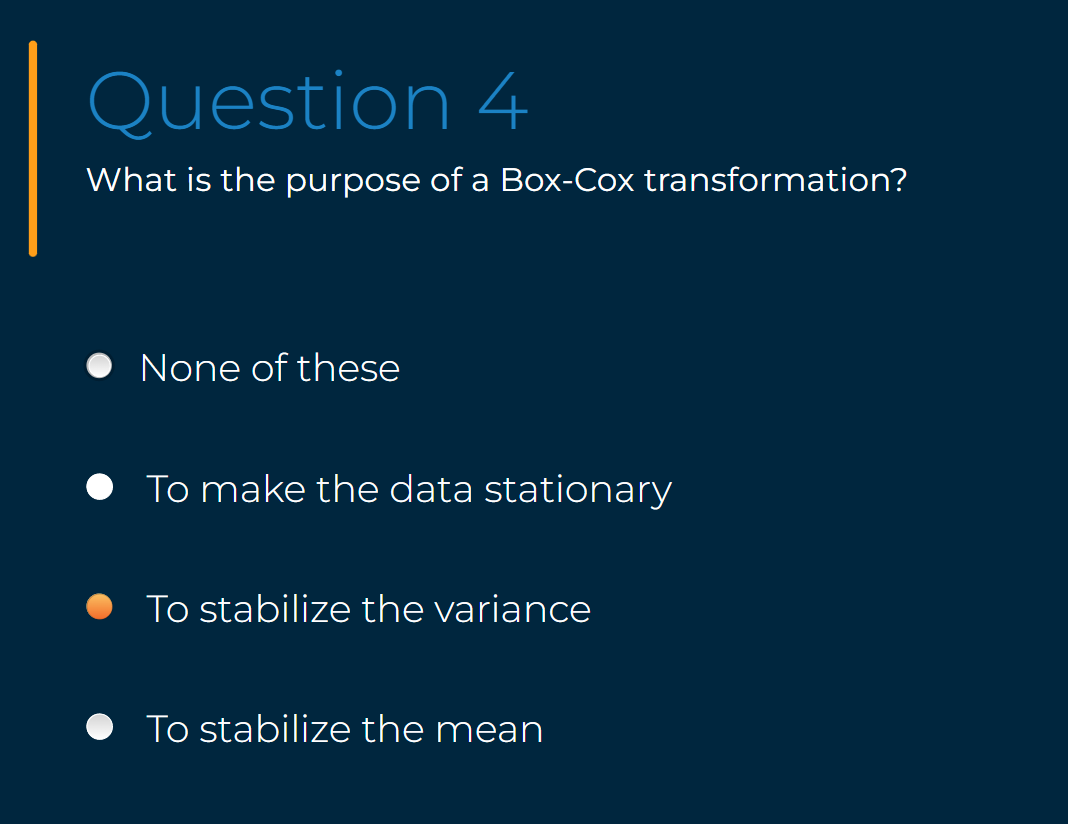 Question 4
What is the purpose of a Box-Cox transformation?
None of these
To make the data stationary
To stabilize the variance
To stabilize the mean